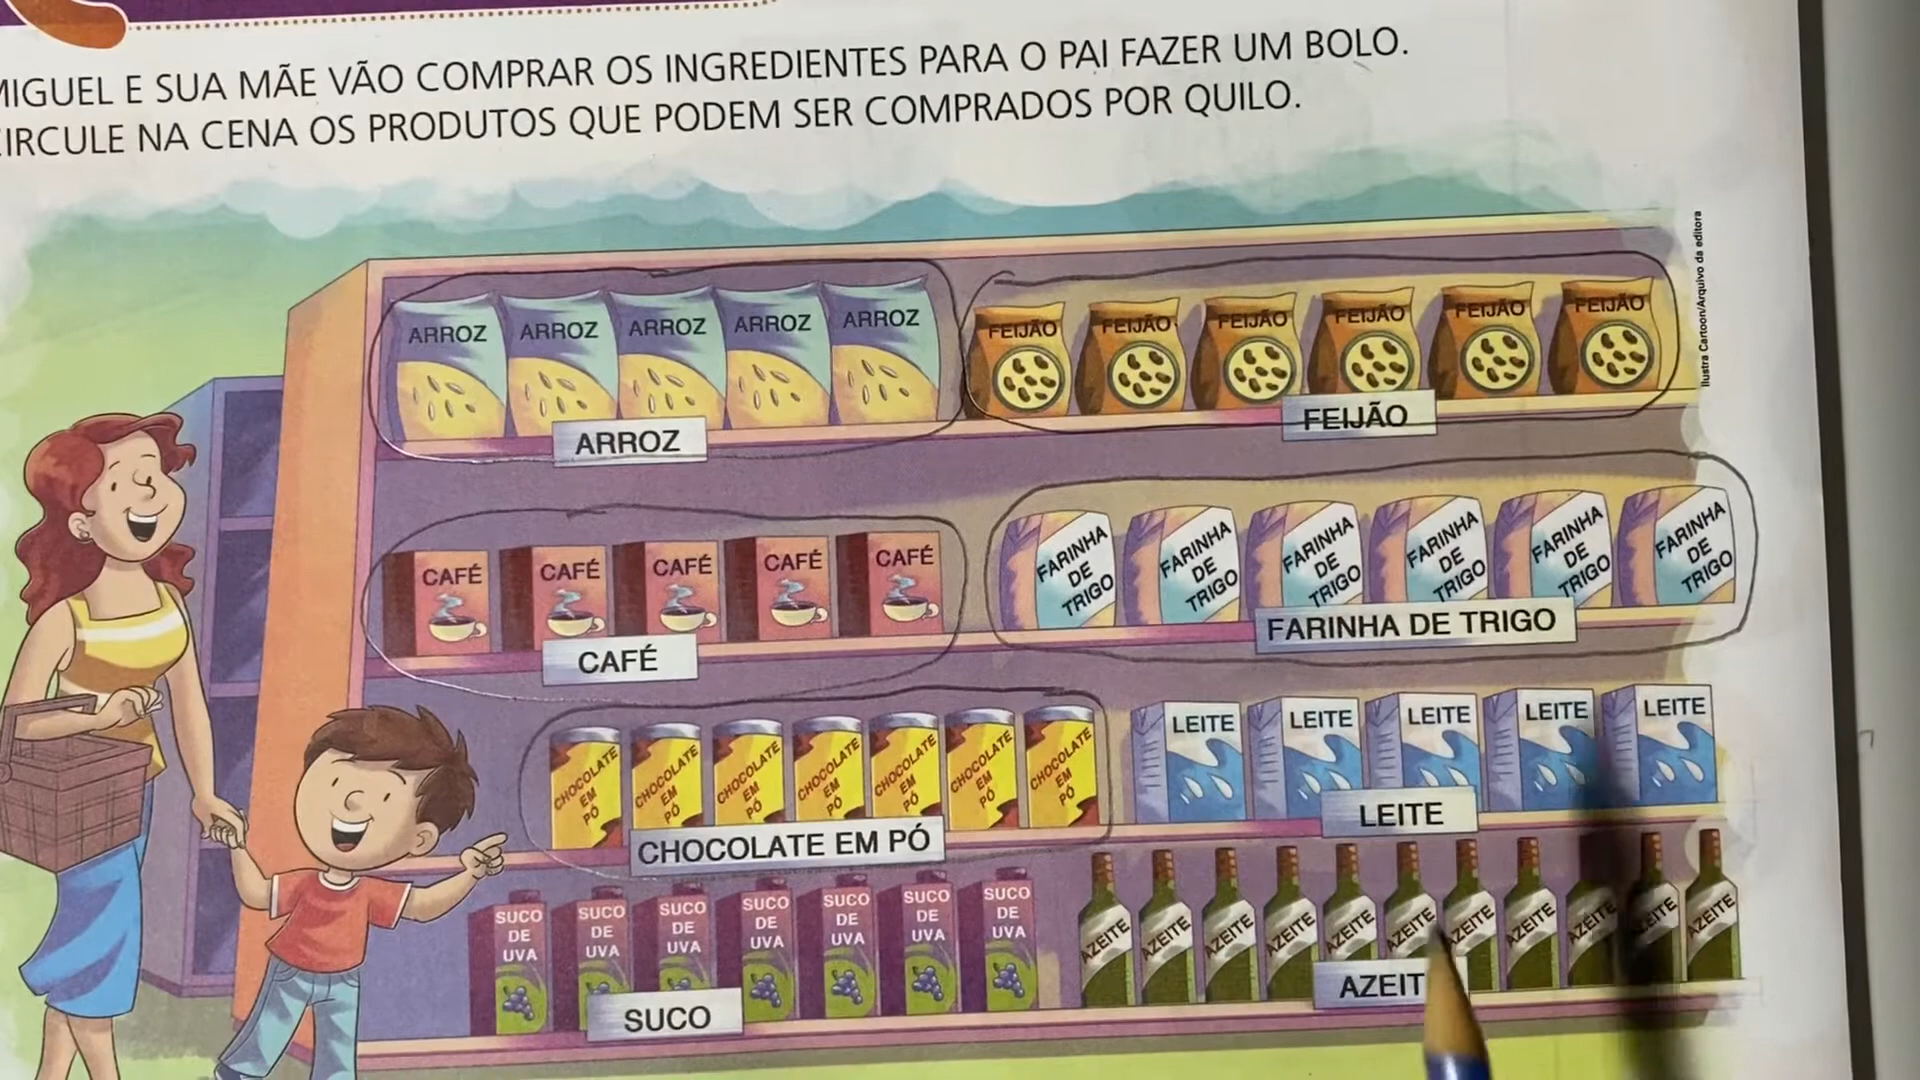 MIGUEL E SUA MÃE VÃO COMPRAR OS INGREDIENTES PARA O PAI FAZER UM BOLO.
CIRCULE NA CENA OS PRODUTOS QUE PODEM SER COMPRADOS POR QUILO.
Ilustra Cartoon/Arquivo da editora
ARROZ ARROZ ARROZ ARROZ ARROZ
FEIJÃO FEIJÃO FEIJÃO FEIJÃO FEIJÃO FEIJÃO
ARROZ
FEIJÃO
CAFÉ CAFÉ CAFÉ CAFÉ CAFÉ
FARINHA DE TRIGO FARINHA DE TRIGO FARINHA DE TRIGO FARINHA DE TRIGO FARINHA DE TRIGO FARINHA DE TRIGO
CAFÉ
FARINHA DE TRIGO
CHOCOLATE EM PÓ CHOCOLATE EM PÓ CHOCOLATE EM PÓ CHOCOLATE EM PÓ CHOCOLATE EM PÓ CHOCOLATE EM PÓ CHOCOLATE EM PÓ
LEITE LEITE LEITE LEITE LEITE
CHOCOLATE EM PÓ
LEITE
SUCO SUCO SUCO SUCO SUCO SUCO SUCO
DE DE DE DE DE DE DE
UVA UVA UVA UVA UVA UVA UVA
AZEITE AZEITE AZEITE AZEITE AZEITE AZEITE AZEITE AZEITE AZEITE AZEITE AZEITE
SUCO
AZEIT